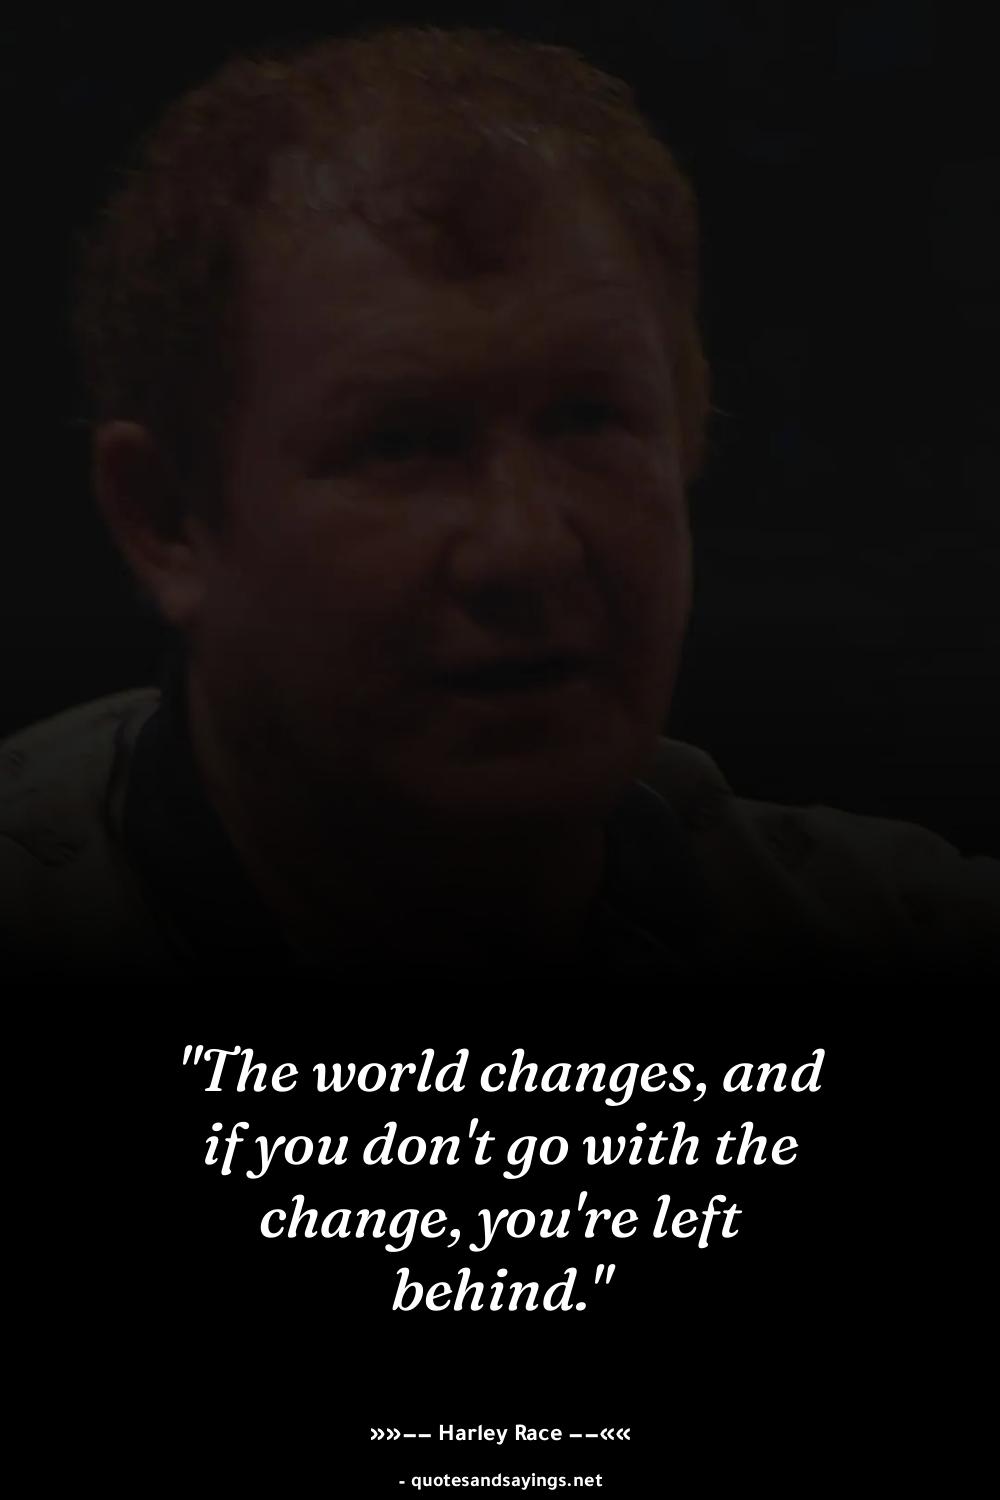 "The world changes, and
if you don't go with the
change, you're left
behind."
»»−− Harley Race −−««
- quotesandsayings.net